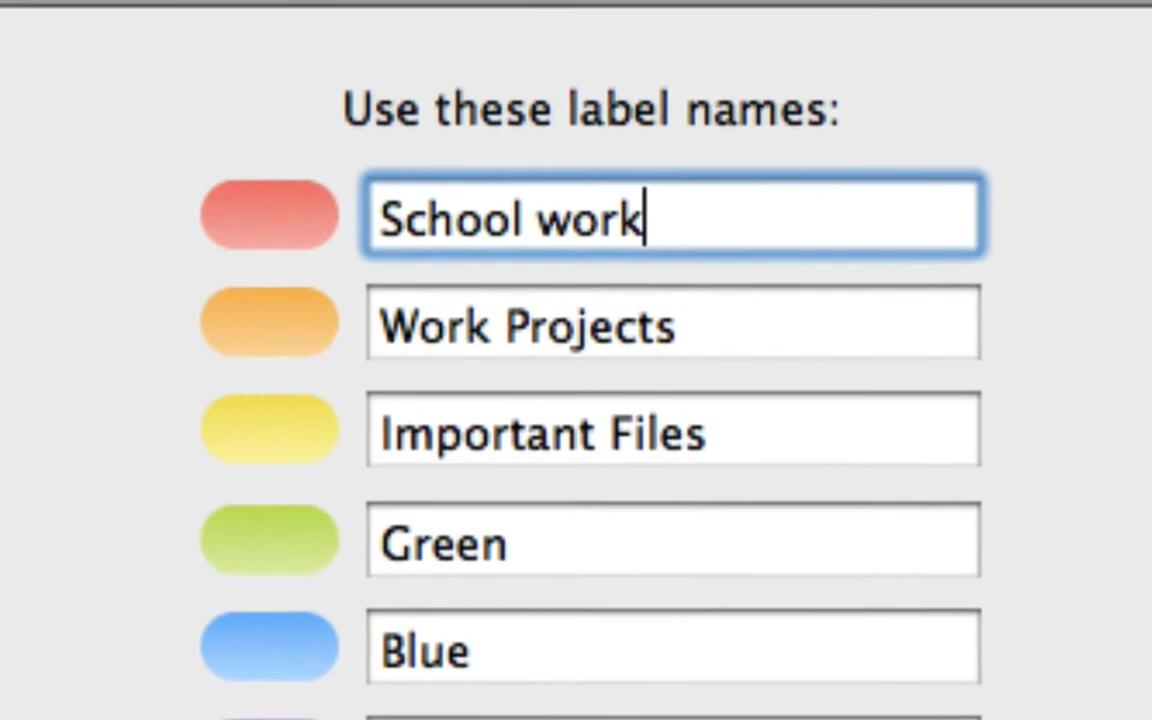 Use these label names:
School work
Work Projects
Important Files
Green
Blue